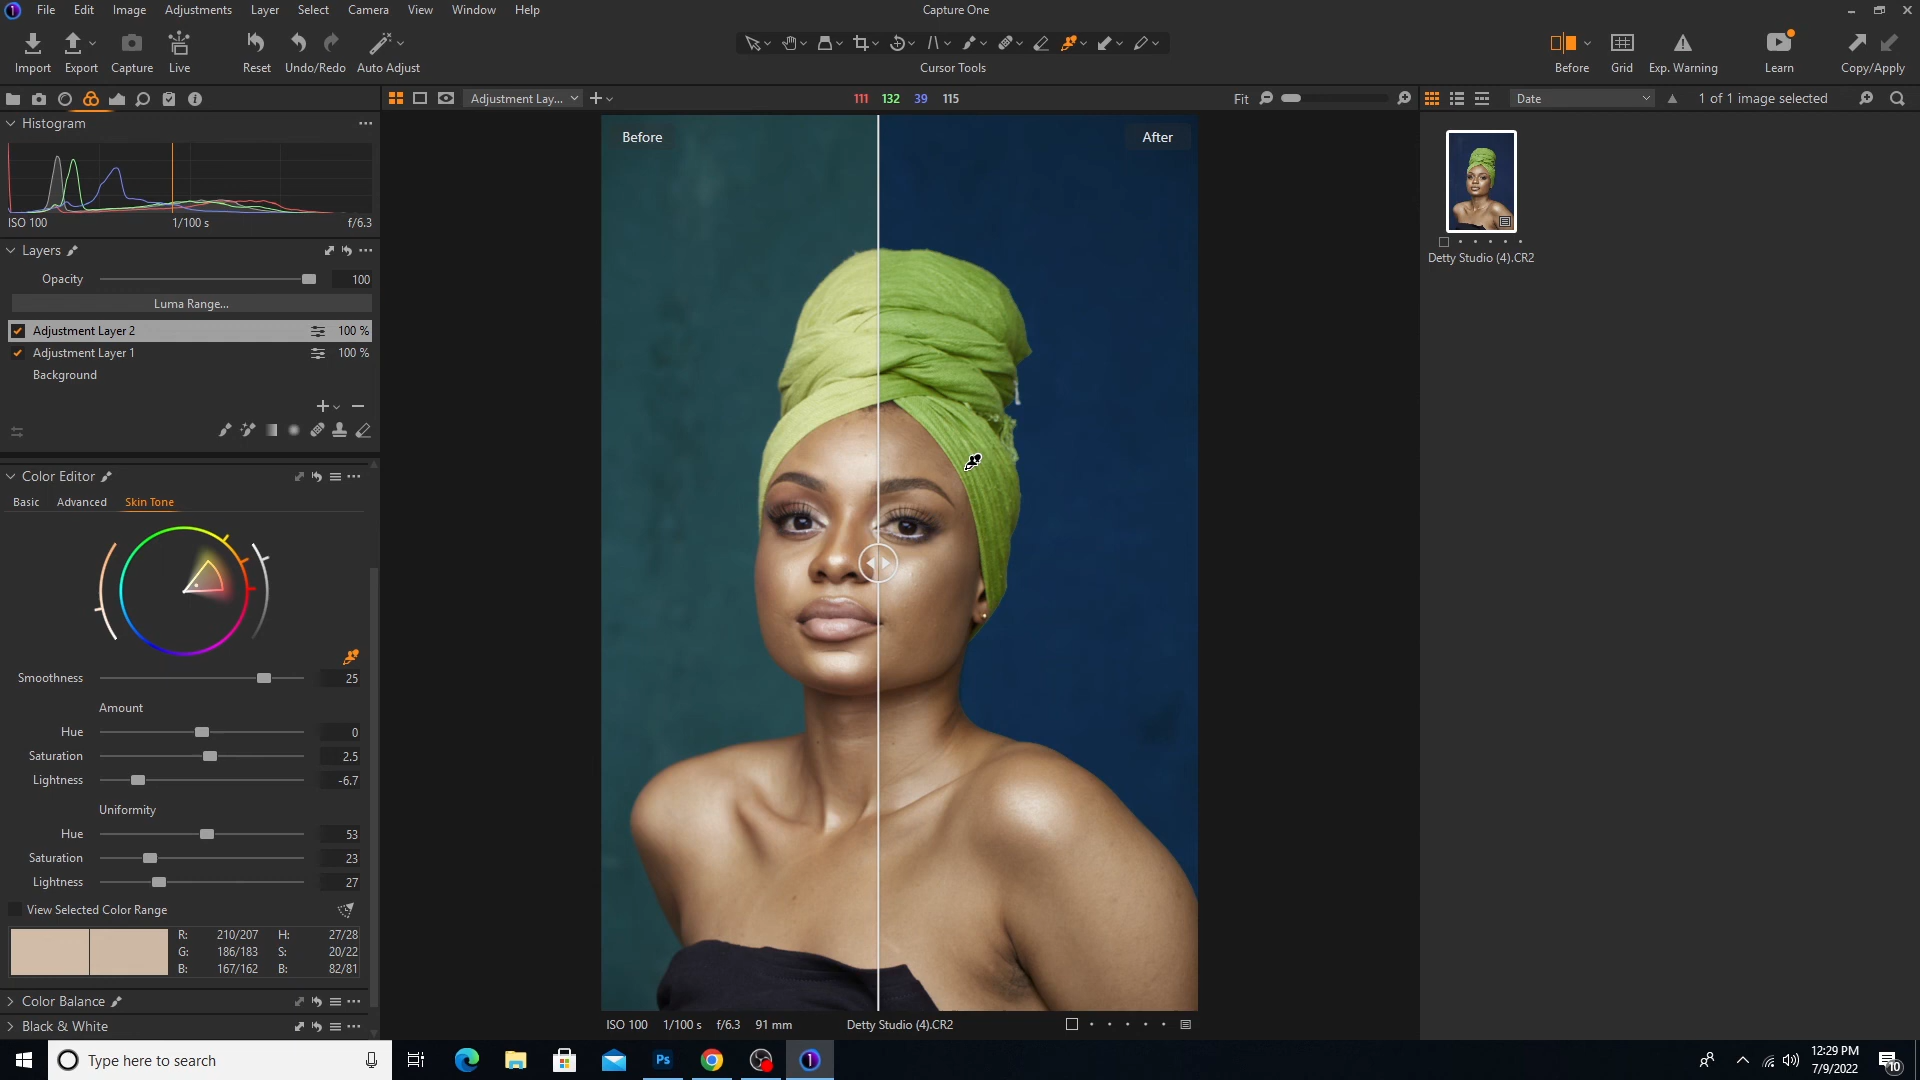 File Edit Image Adjustments Layer Select Camera View Window Help
Capture One
Import Export Capture Live Reset Undo/Redo Auto Adjust
Cursor Tools
Before Grid Exp. Warning Learn Copy/Apply
Adjustment Lay...
111 132 39 115
Fit
Date
1 of 1 image selected
Histogram
ISO 100 1/100 s f/6.3
Layers
Opacity 100
Luma Range...
Adjustment Layer 2 100 %
Adjustment Layer 1 100 %
Background
Color Editor
Basic Advanced Skin Tone
Smoothness 25
Amount
Hue 0
Saturation 2.5
Lightness -6.7
Uniformity
Hue 53
Saturation 23
Lightness 27
View Selected Color Range
R: 210/207 H: 27/28
G: 186/183 S: 20/22
B: 167/162 B: 82/81
Color Balance
Black & White
Before
After
ISO 100 1/100 s f/6.3 91 mm Detty Studio (4).CR2
Detty Studio (4).CR2
Type here to search
Ps
1
12:29 PM
7/9/2022
10